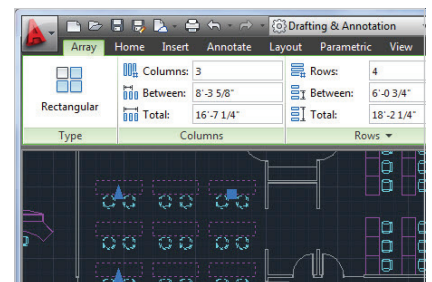 Drafting & Annotation
Array Home Insert Annotate Layout Parametric View
Columns: 3 Rows: 4
Between: 8'-3 5/8" Between: 6'-0 3/4"
Rectangular Total: 16'-7 1/4" Total: 18'-2 1/4"
Type Columns Rows